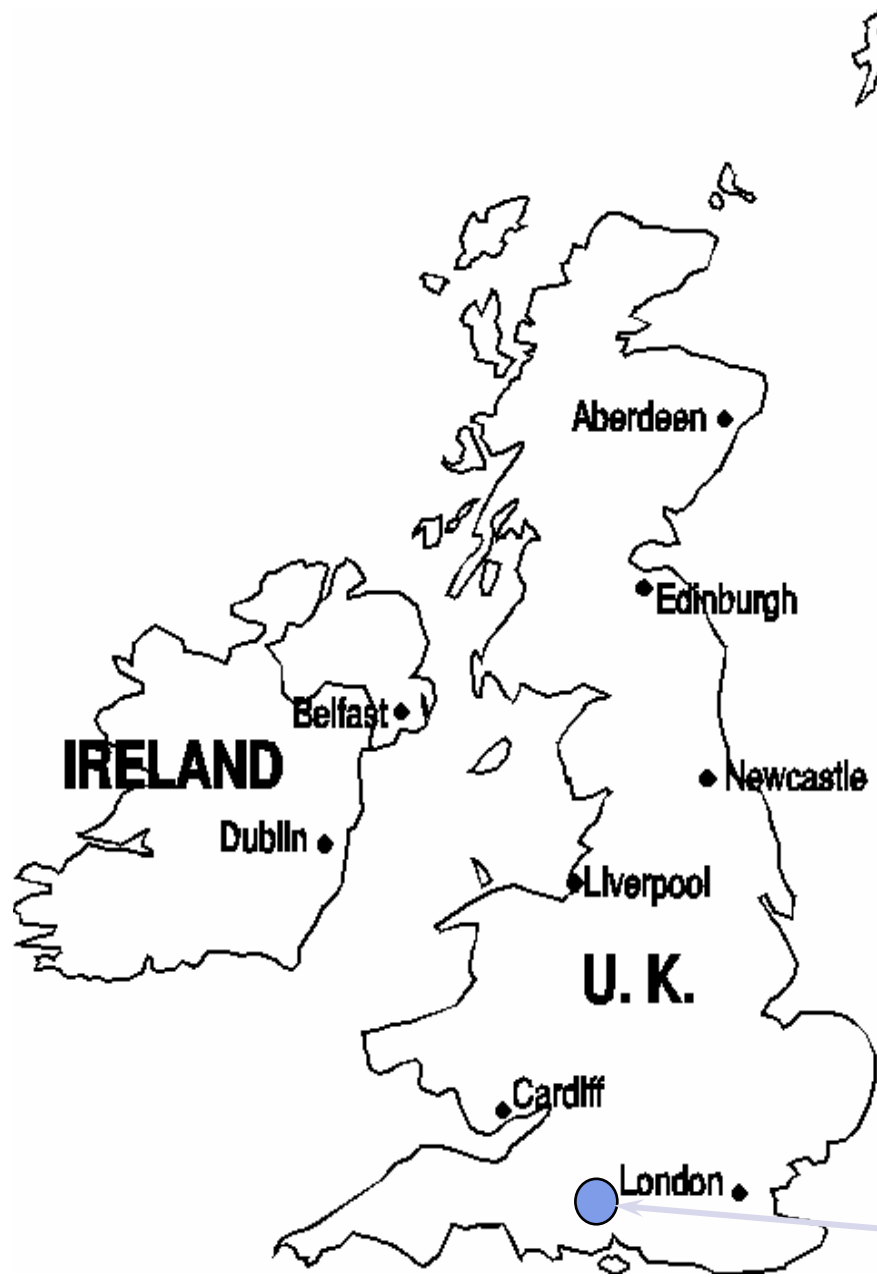 Aberdeen
Edinburgh
Belfast
IRELAND
Newcastle
Dublin
Liverpool
U. K.
Cardiff
London